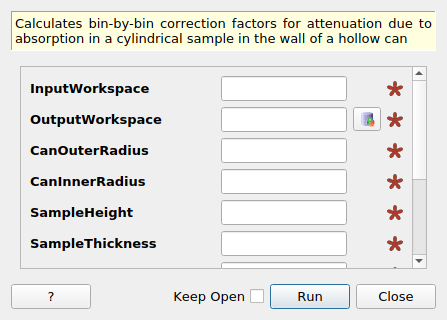 Calculates bin-by-bin correction factors for attenuation due to
absorption in a cylindrical sample in the wall of a hollow can
InputWorkspace
OutputWorkspace
CanOuterRadius
CanInnerRadius
SampleHeight
SampleThickness
?
Keep Open
Run
Close